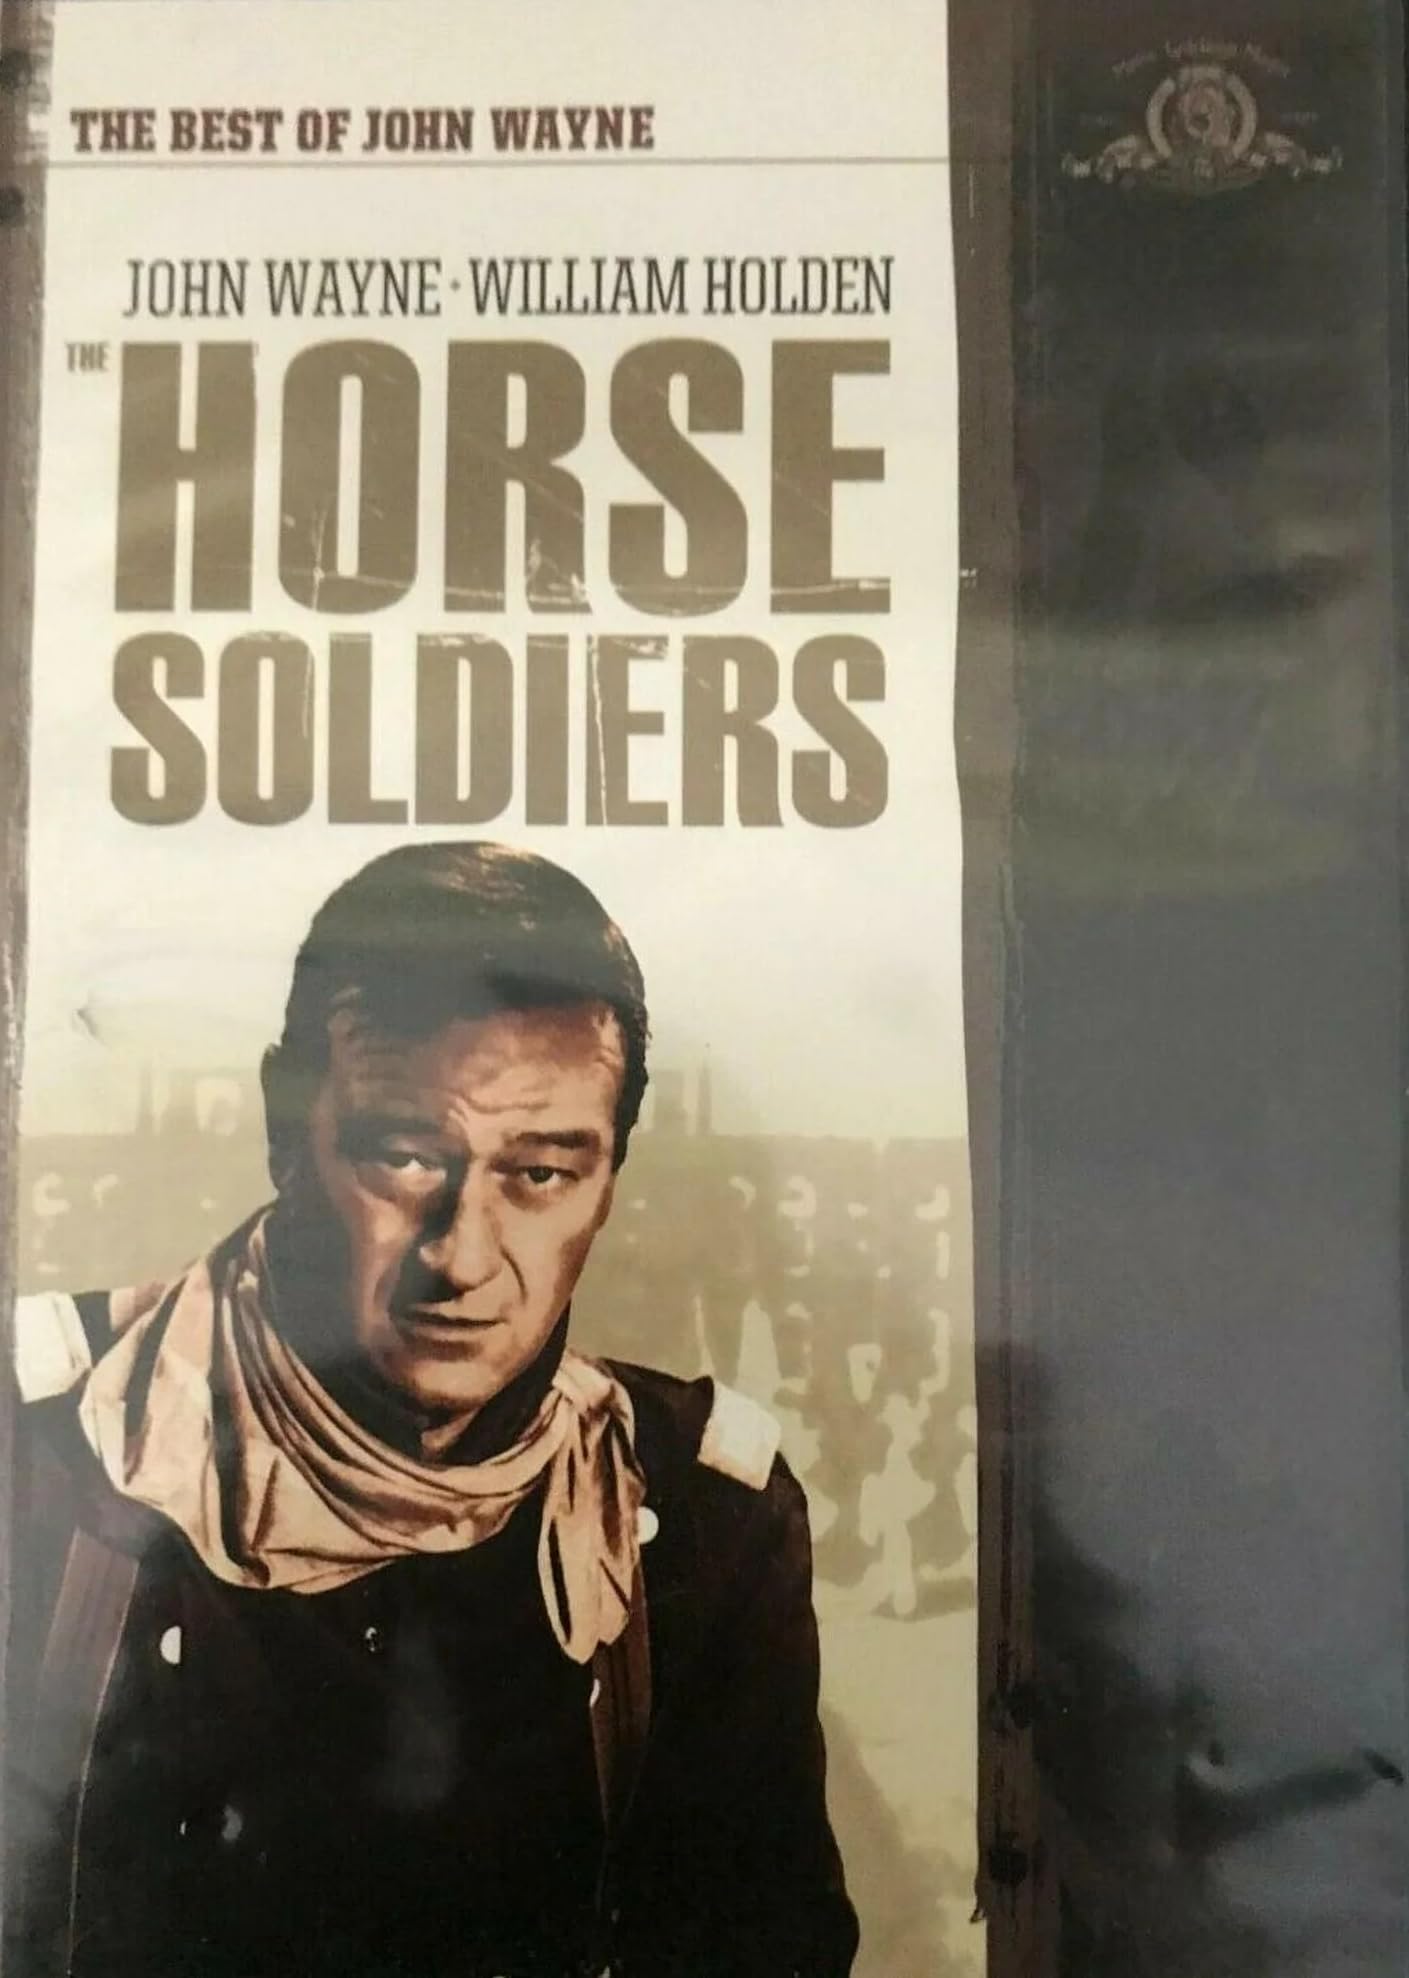 THE BEST OF JOHN WAYNE
JOHN WAYNE · WILLIAM HOLDEN
THE HORSE
SOLDIERS